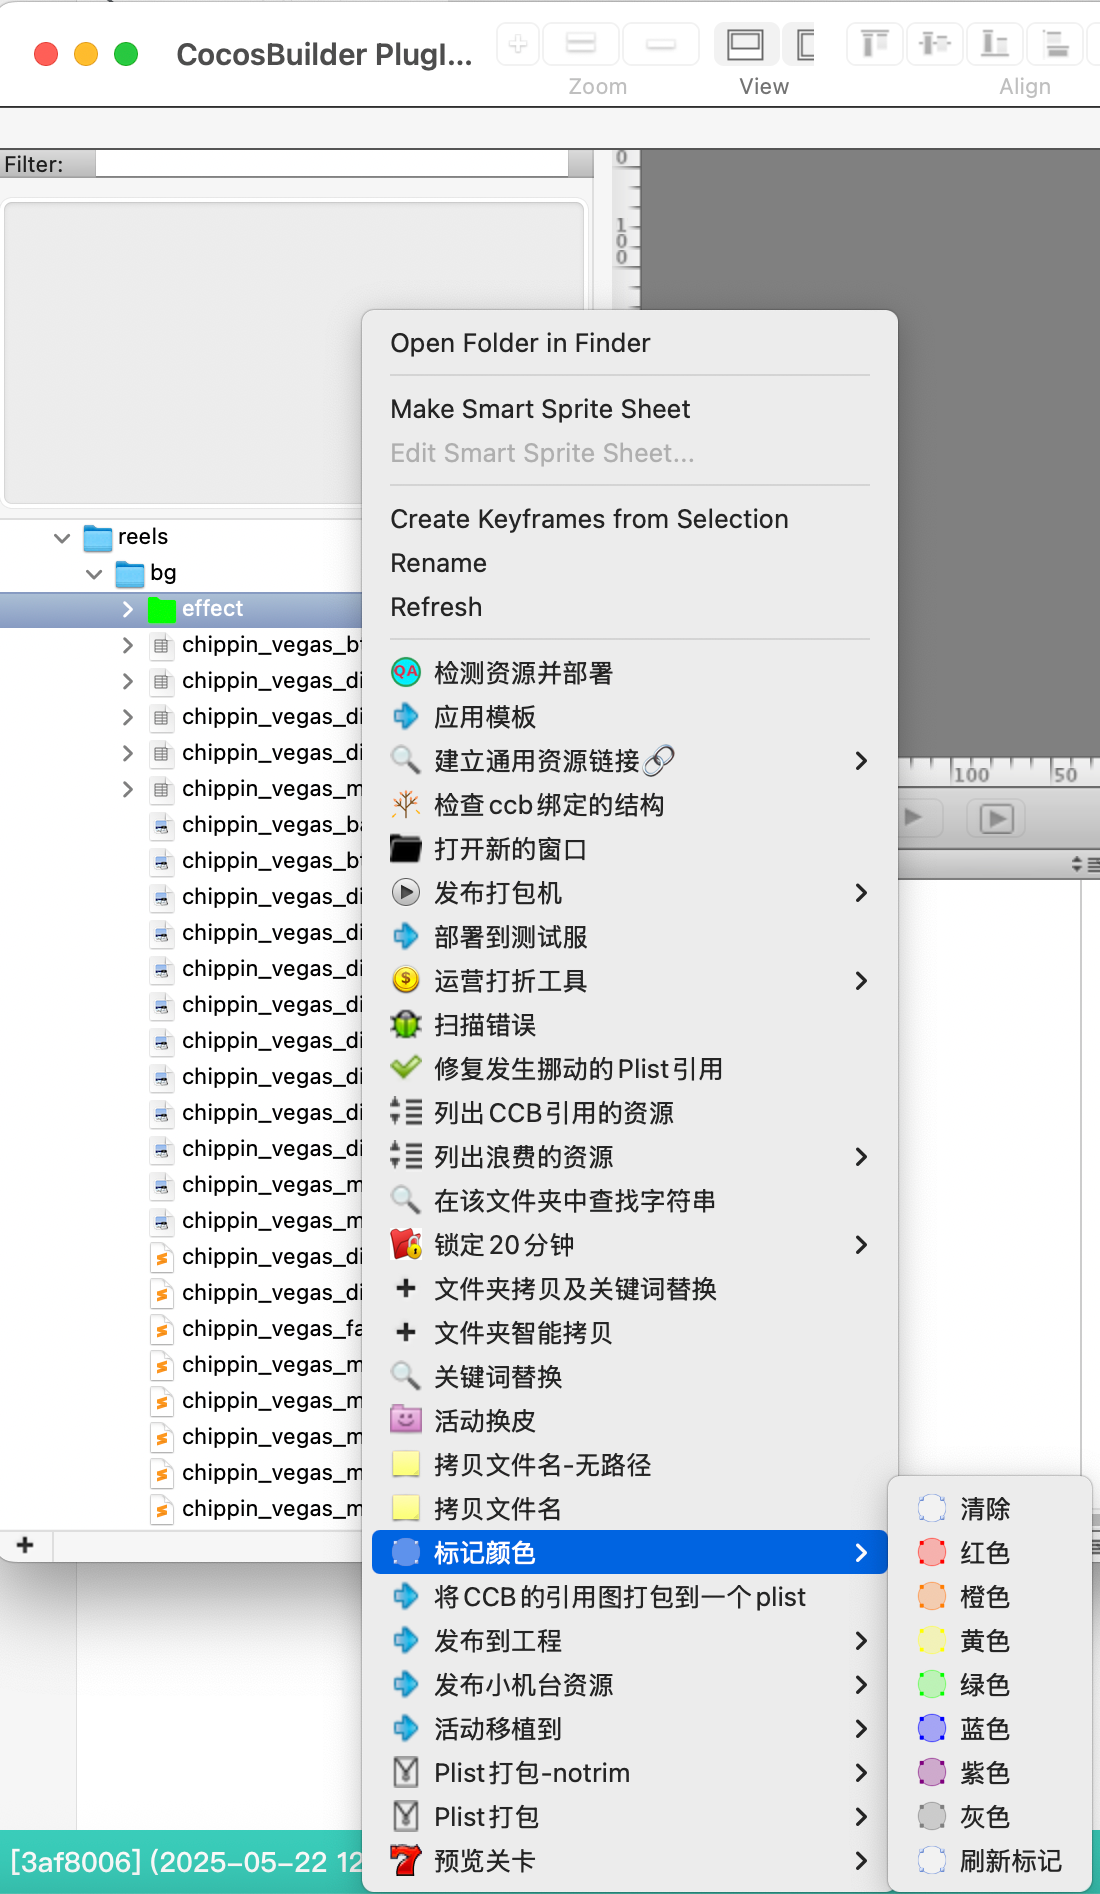 CocosBuilder PlugI...
Zoom
View
Align
Filter:
0
100
Open Folder in Finder
Make Smart Sprite Sheet
Edit Smart Sprite Sheet...
Create Keyframes from Selection
Rename
Refresh
QA 检测资源并部署
应用模板
建立通用资源链接🔗
检查ccb绑定的结构
打开新的窗口
发布打包机
部署到测试服
运营打折工具
扫描错误
修复发生挪动的Plist引用
列出CCB引用的资源
列出浪费的资源
在该文件夹中查找字符串
锁定20分钟
文件夹拷贝及关键词替换
文件夹智能拷贝
关键词替换
活动换皮
拷贝文件名-无路径
拷贝文件名
标记颜色
将CCB的引用图打包到一个plist
发布到工程
发布小机台资源
活动移植到
Plist打包-notrim
Plist打包
预览关卡
清除
红色
橙色
黄色
绿色
蓝色
紫色
灰色
刷新标记
reels
bg
effect
chippin_vegas_b
chippin_vegas_di
chippin_vegas_di
chippin_vegas_di
chippin_vegas_m
chippin_vegas_ba
chippin_vegas_b
chippin_vegas_di
chippin_vegas_di
chippin_vegas_di
chippin_vegas_di
chippin_vegas_di
chippin_vegas_di
chippin_vegas_di
chippin_vegas_di
chippin_vegas_m
chippin_vegas_m
chippin_vegas_di
chippin_vegas_di
chippin_vegas_fa
chippin_vegas_m
chippin_vegas_m
chippin_vegas_m
chippin_vegas_m
chippin_vegas_m
100
50
[3af8006] (2025-05-22 12